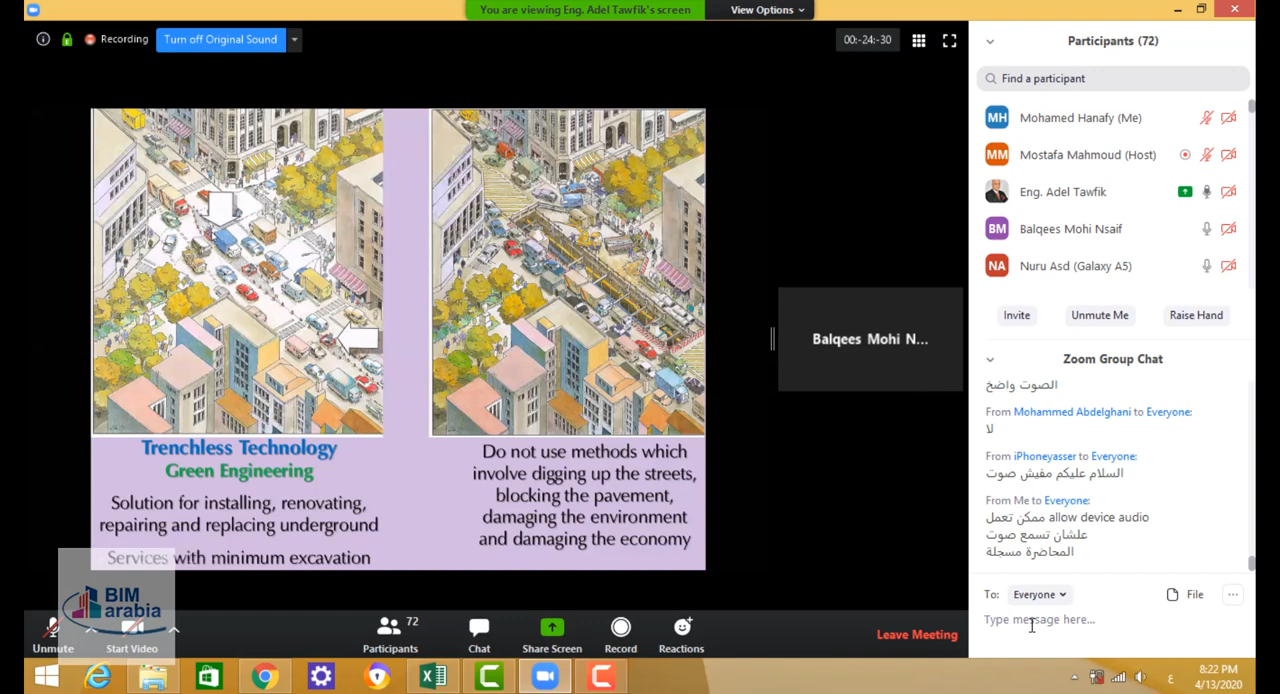 You are viewing Eng. Adel Tawfik's screen
View Options
Recording
Turn off Original Sound
00:-24:-30
Trenchless Technology
Green Engineering
Solution for installing, renovating,
repairing and replacing underground
Services with minimum excavation
Do not use methods which
involve digging up the streets,
blocking the pavement,
damaging the environment
and damaging the economy
BIM
arabia
Balqees Mohi N...
Participants (72)
Find a participant
MH Mohamed Hanafy (Me)
MM Mostafa Mahmoud (Host)
Eng. Adel Tawfik
BM Balqees Mohi Nsaif
NA Nuru Asd (Galaxy A5)
Invite
Unmute Me
Raise Hand
Zoom Group Chat
الصوت واضخ
From Mohammed Abdelghani to Everyone:
لا
From iPhoneyasser to Everyone:
السلام عليكم مفيش صوت
From Me to Everyone:
ممكن تعمل allow device audio
علشان تسمع صوت
المحاضرة مسجلة
To: Everyone
File
Type message here...
Unmute
Start Video
72
Participants
Chat
Share Screen
Record
Reactions
Leave Meeting
ع
8:22 PM
4/13/2020